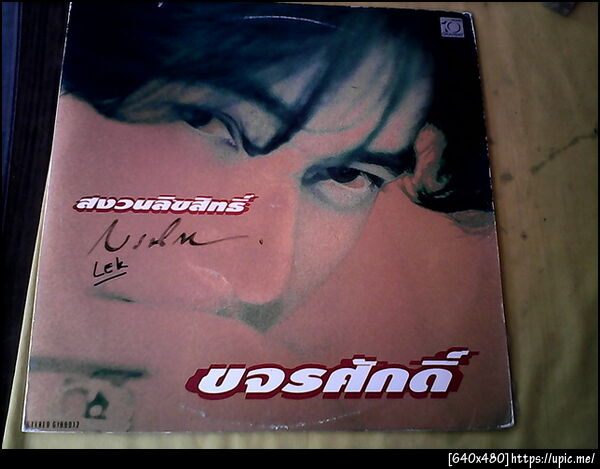 สงวนลิขสิทธิ์
Lek
ขจรศักดิ์
[640x480]https://upic.me/